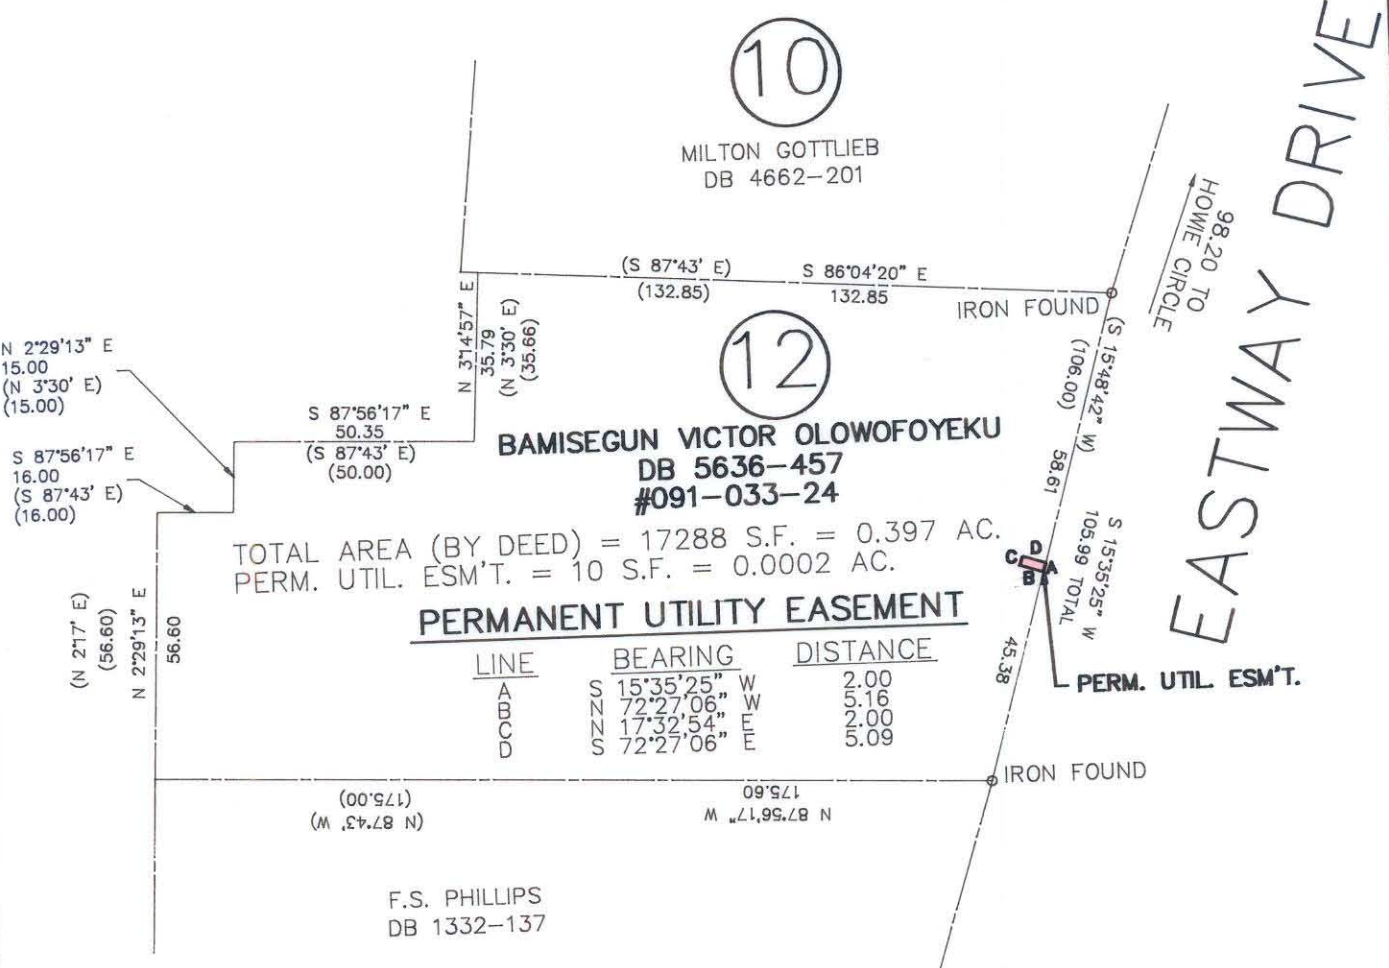 10
MILTON GOTTLIEB
DB 4662-201
EASTWAY DRIVE
98.20 TO
HOWIE CIRCLE
(S 87°43' E)
(132.85)
S 86°04'20" E
132.85
IRON FOUND
N 3°14'57" E
35.79
(N 3°30' E)
(35.66)
12
(S 15°48'42" W)
(106.00)
58.61
N 2°29'13" E
15.00
(N 3°30' E)
(15.00)
S 87°56'17" E
50.35
(S 87°43' E)
(50.00)
BAMISEGUN VICTOR OLOWOFOYEKU
DB 5636-457
#091-033-24
S 87°56'17" E
16.00
(S 87°43' E)
(16.00)
TOTAL AREA (BY DEED) = 17288 S.F. = 0.397 AC.
PERM. UTIL. ESM'T. = 10 S.F. = 0.0002 AC.
D
C
A
B
S 15°35'25" W
105.99 TOTAL
45.38
PERM. UTIL. ESM'T.
(N 2°17' E)
(56.60)
N 2°29'13" E
56.60
PERMANENT UTILITY EASEMENT
LINE BEARING DISTANCE
A S 15°35'25" W 2.00
B N 72°27'06" W 5.16
C N 17°32'54" E 2.00
D S 72°27'06" E 5.09
IRON FOUND
(175.00)
(N 87°43' W)
175.60
N 87°56'17" W
F.S. PHILLIPS
DB 1332-137